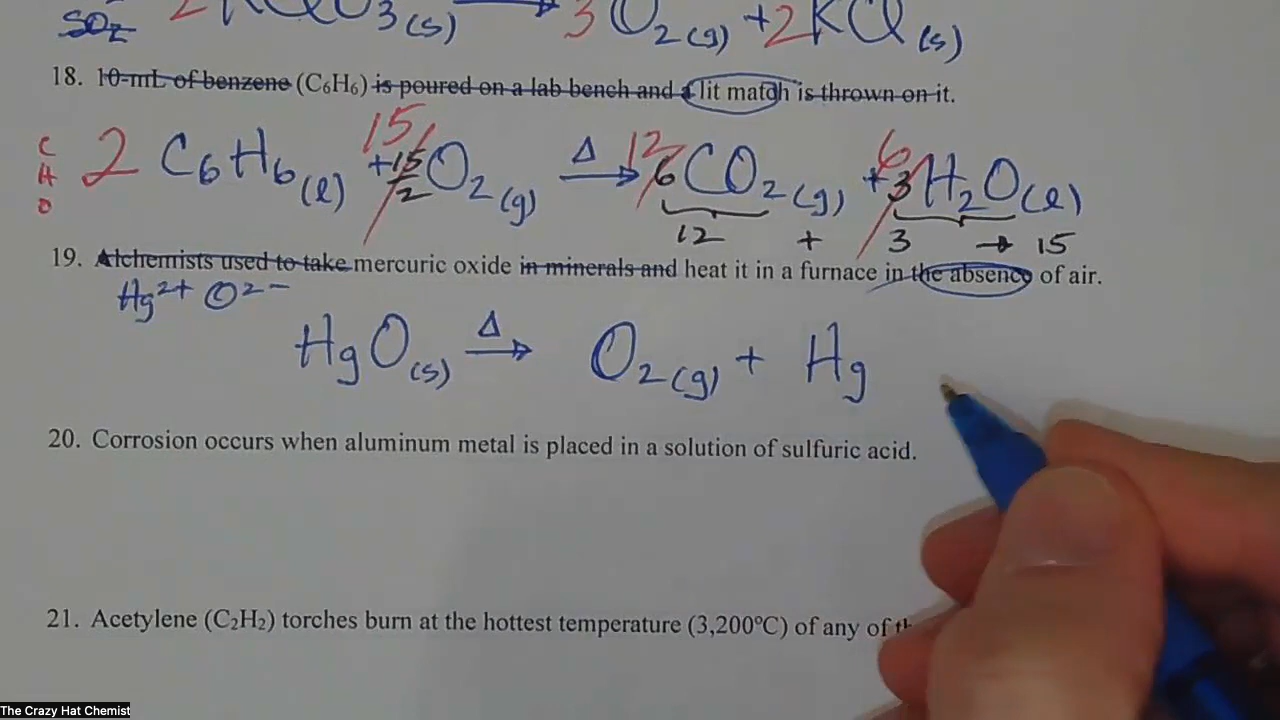 SO₂ 2KClO₃(s) → 3O₂(g) + 2KCl(s)
18. 10-mL of benzene (C₆H₆) is poured on a lab bench and a lit match is thrown on it.
C
H
O
2 C₆H₆(l) + 15 15/2 O₂(g) Δ→ 12 6 CO₂(g) + 6 3 H₂O(l)
12 + 3 → 15
19. Alchemists used to take mercuric oxide in minerals and heat it in a furnace in the absence of air.
Hg²⁺ O²⁻
HgO(s) Δ→ O₂(g) + Hg
20. Corrosion occurs when aluminum metal is placed in a solution of sulfuric acid.
21. Acetylene (C₂H₂) torches burn at the hottest temperature (3,200°C) of any of
The Crazy Hat Chemist